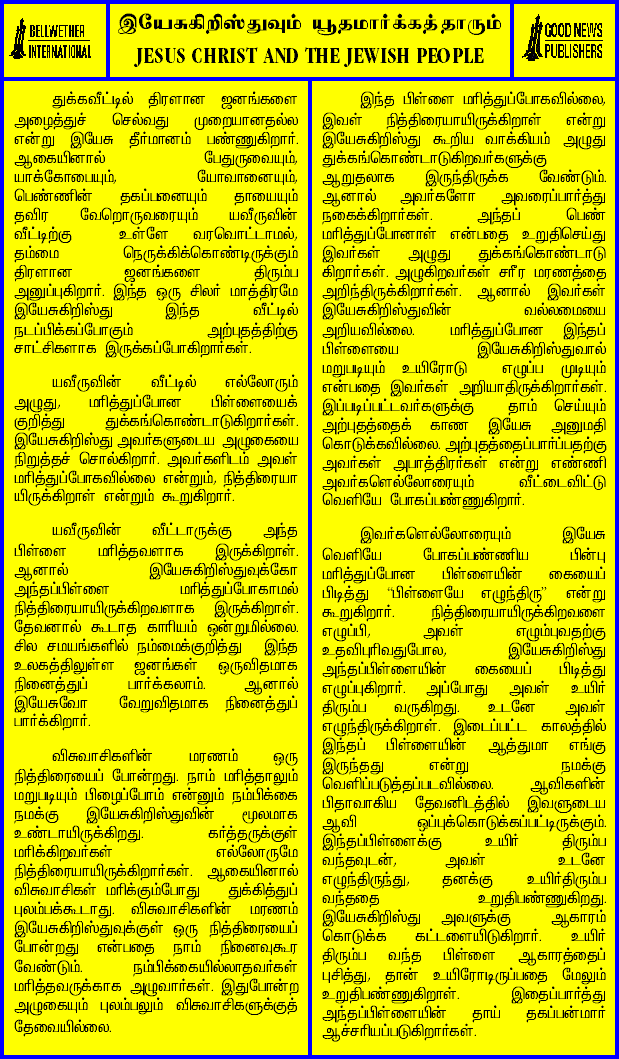 BELLWETHER
INTERNATIONAL
இயேசுகிறிஸ்துவும் யூதமார்க்கத்தாரும்
JESUS CHRIST AND THE JEWISH PEOPLE
GOOD NEWS
PUBLISHERS
துக்கவீட்டில் திரளான ஜனங்களை
அழைத்துச் செல்வது முறையானதல்ல
என்று இயேசு தீர்மானம் பண்ணுகிறார்.
ஆகையினால் பேதுருவையும்,
யாக்கோபையும், யோவானையும்,
பெண்ணின் தகப்பனையும் தாயையும்
தவிர வேறொருவரையும் யவீருவின்
வீட்டிற்கு உள்ளே வரவொட்டாமல்,
தம்மை நெருக்கிக்கொண்டிருக்கும்
திரளான ஜனங்களை திரும்ப
அனுப்புகிறார். இந்த ஒரு சிலர் மாத்திரமே
இயேசுகிறிஸ்து இந்த வீட்டில்
நடப்பிக்கப்போகும் அற்புதத்திற்கு
சாட்சிகளாக இருக்கப்போகிறார்கள்.
யவீருவின் வீட்டில் எல்லோரும்
அழுது, மரித்துப்போன பிள்ளையைக்
குறித்து துக்கங்கொண்டாடுகிறார்கள்.
இயேசுகிறிஸ்து அவர்களுடைய அழுகையை
நிறுத்தச் சொல்கிறார். அவர்களிடம் அவள்
மரித்துப்போகவில்லை என்றும், நித்திரையா
யிருக்கிறாள் என்றும் கூறுகிறார்.
யவீருவின் வீட்டாருக்கு அந்த
பிள்ளை மரித்தவளாக இருக்கிறாள்.
ஆனால் இயேசுகிறிஸ்துவுக்கோ
அந்தப்பிள்ளை மரித்துப்போகாமல்
நித்திரையாயிருக்கிறவளாக இருக்கிறாள்.
தேவனால் கூடாத காரியம் ஒன்றுமில்லை.
சில சமயங்களில் நம்மைக்குறித்து இந்த
உலகத்திலுள்ள ஜனங்கள் ஒருவிதமாக
நினைத்துப் பார்க்கலாம். ஆனால்
இயேசுவோ வேறுவிதமாக நினைத்துப்
பார்க்கிறார்.
விசுவாசிகளின் மரணம் ஒரு
நித்திரையைப் போன்றது. நாம் மரித்தாலும்
மறுபடியும் பிழைப்போம் என்னும் நம்பிக்கை
நமக்கு இயேசுகிறிஸ்துவின் மூலமாக
உண்டாயிருக்கிறது. கர்த்தருக்குள்
மரிக்கிறவர்கள் எல்லோருமே
நித்திரையாயிருக்கிறார்கள். ஆகையினால்
விசுவாசிகள் மரிக்கும்போது துக்கித்துப்
புலம்பக்கூடாது. விசுவாசிகளின் மரணம்
இயேசுகிறிஸ்துவுக்குள் ஒரு நித்திரையைப்
போன்றது என்பதை நாம் நினைவுகூர
வேண்டும். நம்பிக்கையில்லாதவர்கள்
மரித்தவருக்காக அழுவார்கள். இதுபோன்ற
அழுகையும் புலம்பலும் விசுவாசிகளுக்குத்
தேவையில்லை.
இந்த பிள்ளை மரித்துப்போகவில்லை,
இவள் நித்திரையாயிருக்கிறாள் என்று
இயேசுகிறிஸ்து கூறிய வாக்கியம் அழுது
துக்கங்கொண்டாடுகிறவர்களுக்கு
ஆறுதலாக இருந்திருக்க வேண்டும்.
ஆனால் அவர்களோ அவரைப்பார்த்து
நகைக்கிறார்கள். அந்தப் பெண்
மரித்துப்போனாள் என்பதை உறுதிசெய்து
இவர்கள் அழுது துக்கங்கொண்டாடு
கிறார்கள். அழுகிறவர்கள் சரீர மரணத்தை
அறிந்திருக்கிறார்கள். ஆனால் இவர்கள்
இயேசுகிறிஸ்துவின் வல்லமையை
அறியவில்லை. மரித்துப்போன இந்தப்
பிள்ளையை இயேசுகிறிஸ்துவால்
மறுபடியும் உயிரோடு எழுப்ப முடியும்
என்பதை இவர்கள் அறியாதிருக்கிறார்கள்.
இப்படிப்பட்டவர்களுக்கு தாம் செய்யும்
அற்புதத்தைக் காண இயேசு அனுமதி
கொடுக்கவில்லை. அற்புதத்தைப்பார்ப்பதற்கு
அவர்கள் அபாத்திரர்கள் என்று எண்ணி
அவர்களெல்லோரையும் வீட்டைவிட்டு
வெளியே போகப்பண்ணுகிறார்.
இவர்களெல்லோரையும் இயேசு
வெளியே போகப்பண்ணிய பின்பு
மரித்துப்போன பிள்ளையின் கையைப்
பிடித்து “பிள்ளையே எழுந்திரு” என்று
கூறுகிறார். நித்திரையாயிருக்கிறவளை
எழுப்பி, அவள் எழும்புவதற்கு
உதவிபுரிவதுபோல, இயேசுகிறிஸ்து
அந்தப்பிள்ளையின் கையைப் பிடித்து
எழுப்புகிறார். அப்போது அவள் உயிர்
திரும்ப வருகிறது. உடனே அவள்
எழுந்திருக்கிறாள். இடைப்பட்ட காலத்தில்
இந்தப் பிள்ளையின் ஆத்துமா எங்கு
இருந்தது என்று நமக்கு
வெளிப்படுத்தப்படவில்லை. ஆவிகளின்
பிதாவாகிய தேவனிடத்தில் இவளுடைய
ஆவி ஒப்புக்கொடுக்கப்பட்டிருக்கும்.
இந்தப்பிள்ளைக்கு உயிர் திரும்ப
வந்தவுடன், அவள் உடனே
எழுந்திருந்து, தனக்கு உயிர்திரும்ப
வந்ததை உறுதிபண்ணுகிறது.
இயேசுகிறிஸ்து அவளுக்கு ஆகாரம்
கொடுக்க கட்டளையிடுகிறார். உயிர்
திரும்ப வந்த பிள்ளை ஆகாரத்தைப்
புசித்து, தான் உயிரோடிருப்பதை மேலும்
உறுதிபண்ணுகிறாள். இதைப்பார்த்து
அந்தப்பிள்ளையின் தாய் தகப்பன்மார்
ஆச்சரியப்படுகிறார்கள்.